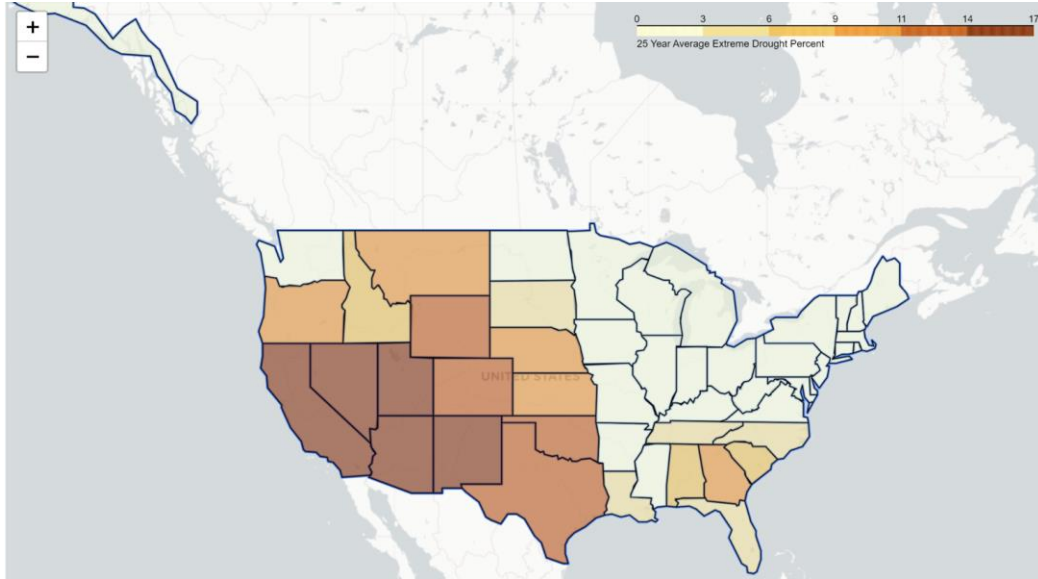 +
−
0 3 6 9 11 14 17
25 Year Average Extreme Drought Percent
UNITED STATES